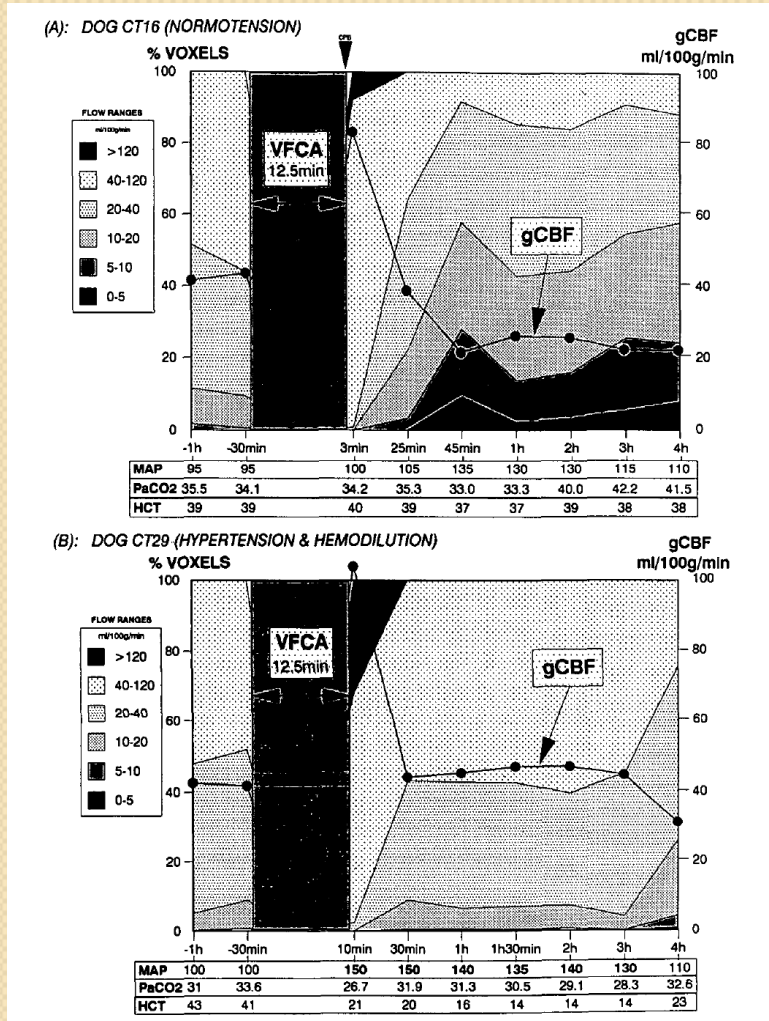 (A): DOG CT16 (NORMOTENSION)
CPB
% VOXELS
gCBF
ml/100g/min
FLOW RANGES
ml/100g/min
>120
40-120
20-40
10-20
5-10
0-5
100
80
60
40
20
0
VFCA
12.5min
gCBF
100
80
60
40
20
0
-1h -30min 3min 25min 45min 1h 2h 3h 4h
MAP 95 95 100 105 135 130 130 115 110
PaCO2 35.5 34.1 34.2 35.3 33.0 33.3 40.0 42.2 41.5
HCT 39 39 40 39 37 37 39 38 38
(B): DOG CT29 (HYPERTENSION & HEMODILUTION)
% VOXELS
gCBF
ml/100g/min
FLOW RANGES
ml/100g/min
>120
40-120
20-40
10-20
5-10
0-5
100
80
60
40
20
0
VFCA
12.5min
gCBF
100
80
60
40
20
0
-1h -30min 10min 30min 1h 1h30min 2h 3h 4h
MAP 100 100 150 150 140 135 140 130 110
PaCO2 31 33.6 26.7 31.9 31.3 30.5 29.1 28.3 32.6
HCT 43 41 21 20 16 14 14 14 23